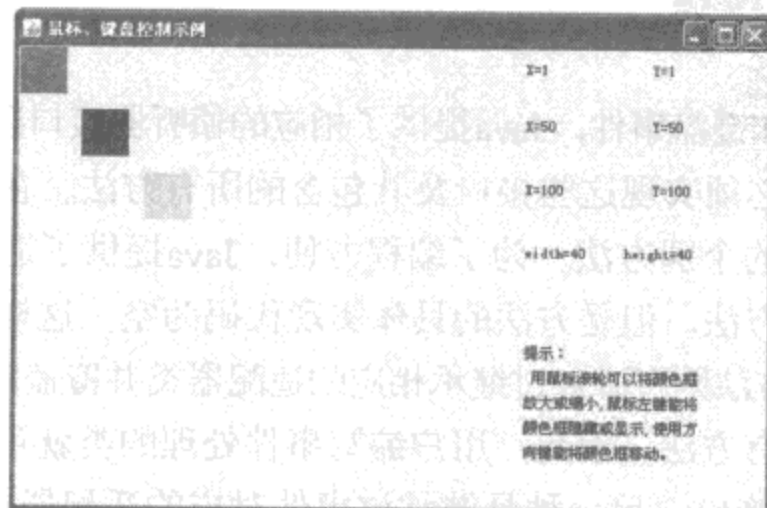 鼠标、键盘控制示例
X=1 Y=1
X=50 Y=50
X=100 Y=100
width=40 height=40
提示：
用鼠标滚轮可以将颜色框
放大或缩小, 鼠标左键能将
颜色框隐藏或显示, 使用方
向键能将颜色框移动。